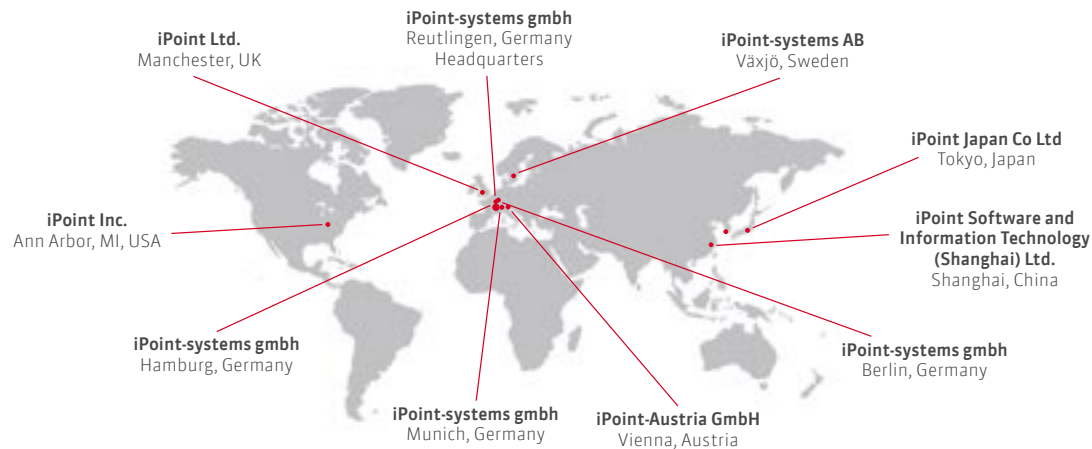 iPoint-systems gmbh
Reutlingen, Germany
Headquarters
iPoint Ltd.
Manchester, UK
iPoint-systems AB
Växjö, Sweden
iPoint Japan Co Ltd
Tokyo, Japan
iPoint Inc.
Ann Arbor, MI, USA
iPoint Software and
Information Technology
(Shanghai) Ltd.
Shanghai, China
iPoint-systems gmbh
Hamburg, Germany
iPoint-systems gmbh
Berlin, Germany
iPoint-systems gmbh
Munich, Germany
iPoint-Austria GmbH
Vienna, Austria